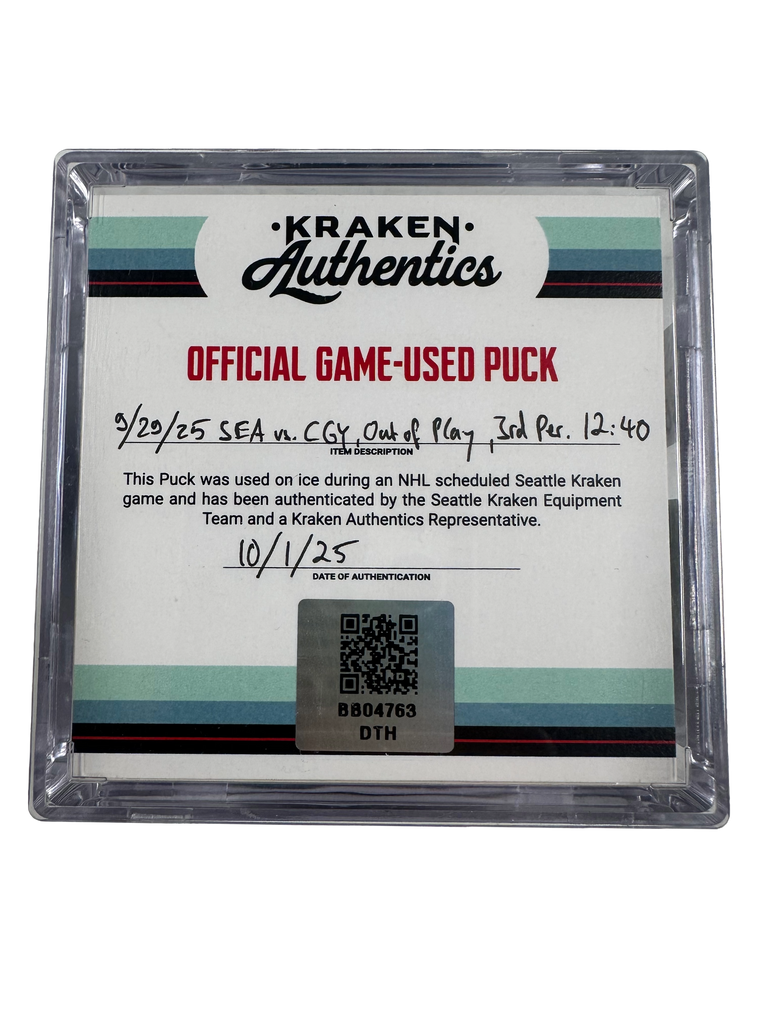 ·KRAKEN·
Authentics
OFFICIAL GAME-USED PUCK
9/29/25 SEA vs. CGY, Out of Play, 3rd Per. 12:40
ITEM DESCRIPTION
This Puck was used on ice during an NHL scheduled Seattle Kraken
game and has been authenticated by the Seattle Kraken Equipment
Team and a Kraken Authentics Representative.
10/1/25
DATE OF AUTHENTICATION
BB04763
DTH